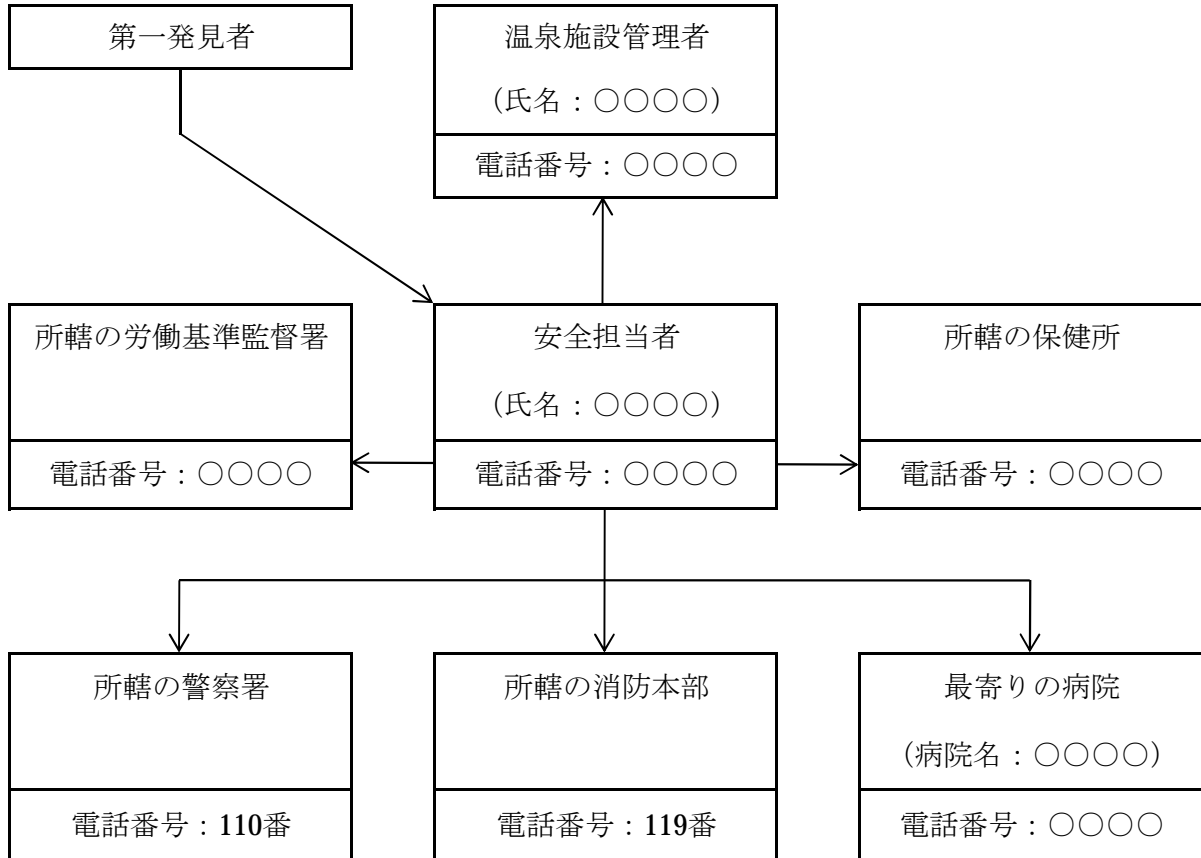 第一発見者
温泉施設管理者
(氏名：○○○○)
電話番号：○○○○
所轄の労働基準監督署
電話番号：○○○○
安全担当者
(氏名：○○○○)
電話番号：○○○○
所轄の保健所
電話番号：○○○○
所轄の警察署
電話番号：110番
所轄の消防本部
電話番号：119番
最寄りの病院
(病院名：○○○○)
電話番号：○○○○